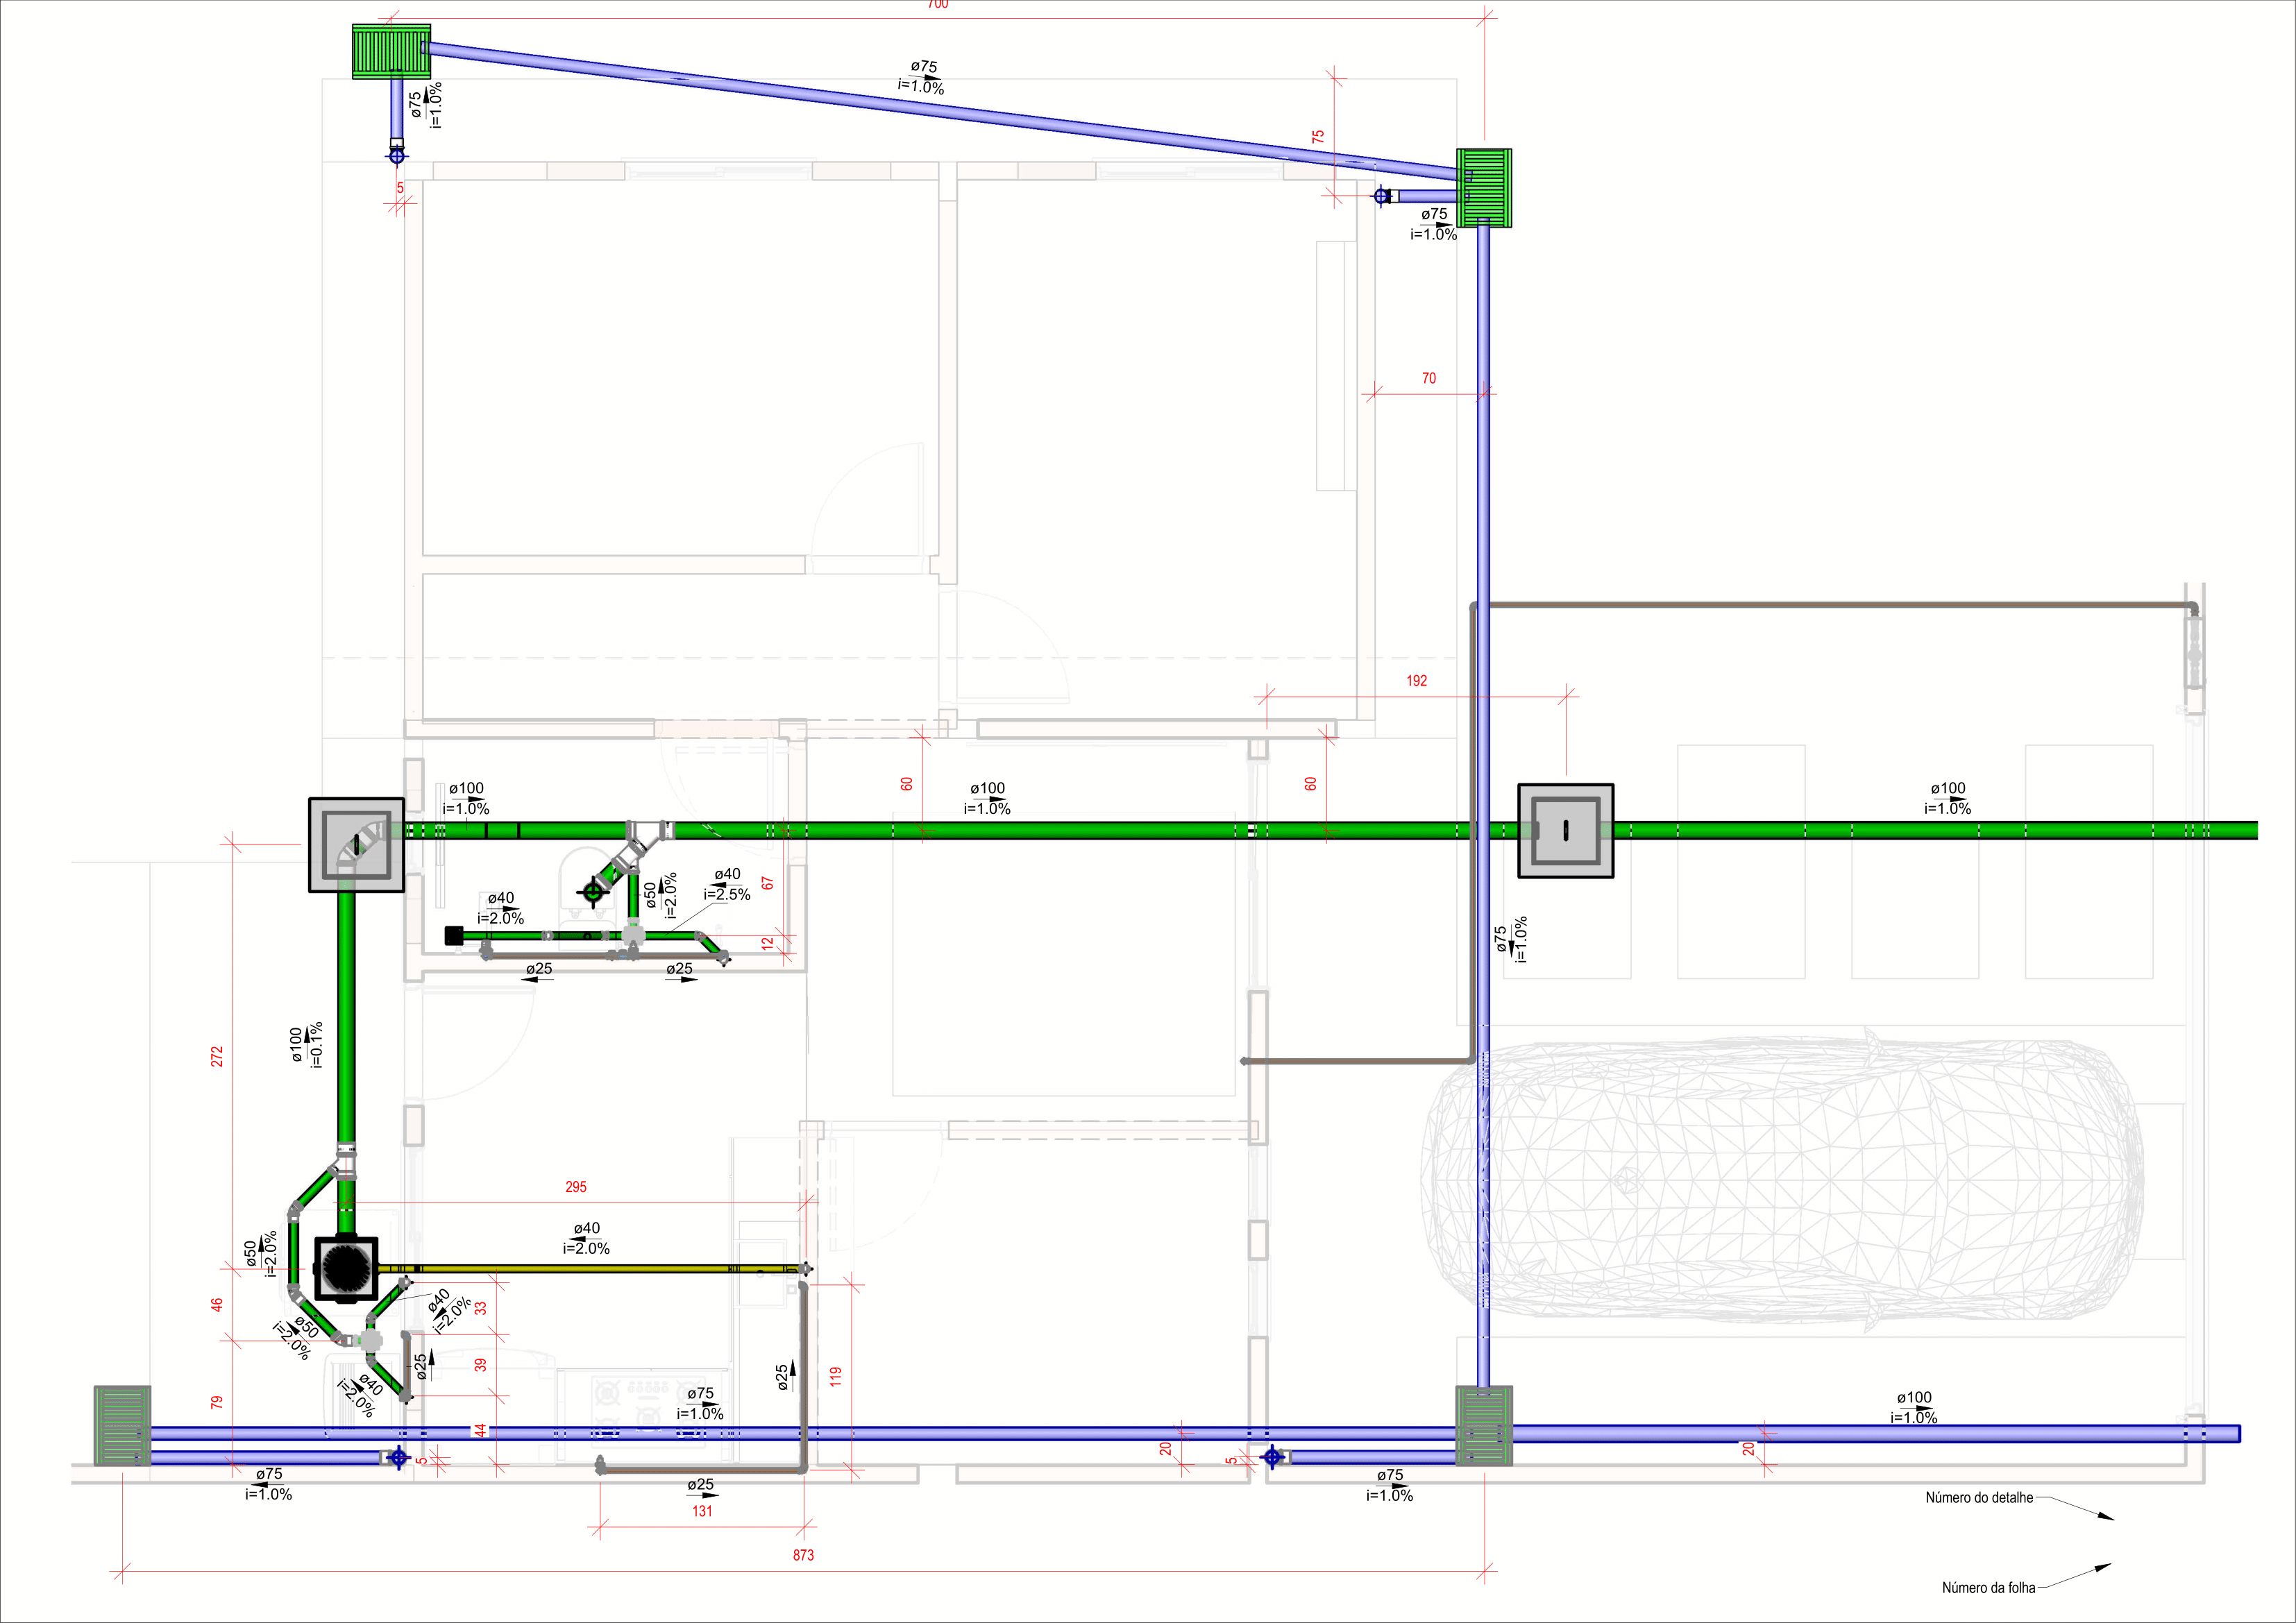 700
ø75
i=1.0%
ø75
i=1.0%
75
5
ø75
i=1.0%
70
192
ø100
i=1.0%
60
ø100
i=1.0%
60
ø100
i=1.0%
ø40
i=2.0%
ø50
i=2.0%
ø40
i=2.5%
67
12
ø25
ø25
ø75
i=1.0%
272
ø100
i=0.1%
295
ø40
i=2.0%
ø50
i=2.0%
46
ø50
i=2.0%
ø40
i=2.0%
33
ø25
39
ø40
i=2.0%
79
44
5
ø25
119
ø75
i=1.0%
20
5
20
ø100
i=1.0%
ø75
i=1.0%
ø25
131
ø75
i=1.0%
873
Número do detalhe
Número da folha